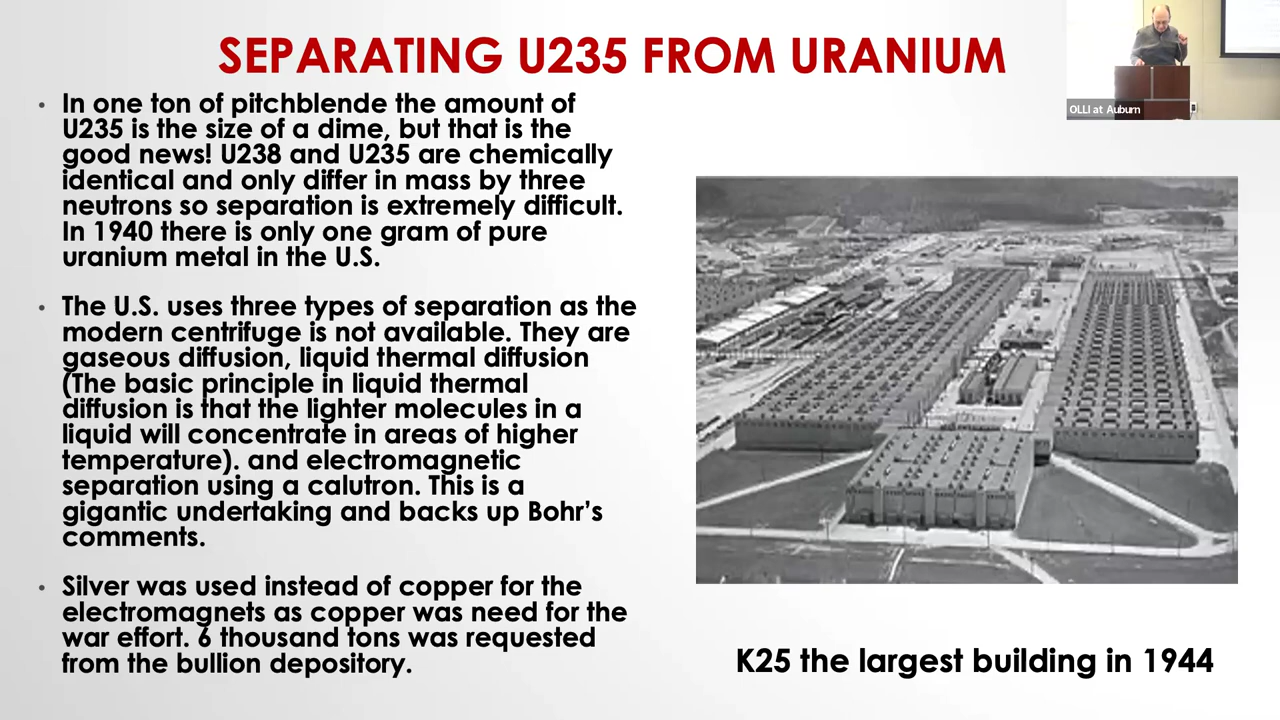 SEPARATING U235 FROM URANIUM
OLLI at Auburn
• In one ton of pitchblende the amount of
U235 is the size of a dime, but that is the
good news! U238 and U235 are chemically
identical and only differ in mass by three
neutrons so separation is extremely difficult.
In 1940 there is only one gram of pure
uranium metal in the U.S.
• The U.S. uses three types of separation as the
modern centrifuge is not available. They are
gaseous diffusion, liquid thermal diffusion
(The basic principle in liquid thermal
diffusion is that the lighter molecules in a
liquid will concentrate in areas of higher
temperature). and electromagnetic
separation using a calutron. This is a
gigantic undertaking and backs up Bohr’s
comments.
• Silver was used instead of copper for the
electromagnets as copper was need for the
war effort. 6 thousand tons was requested
from the bullion depository.
K25 the largest building in 1944